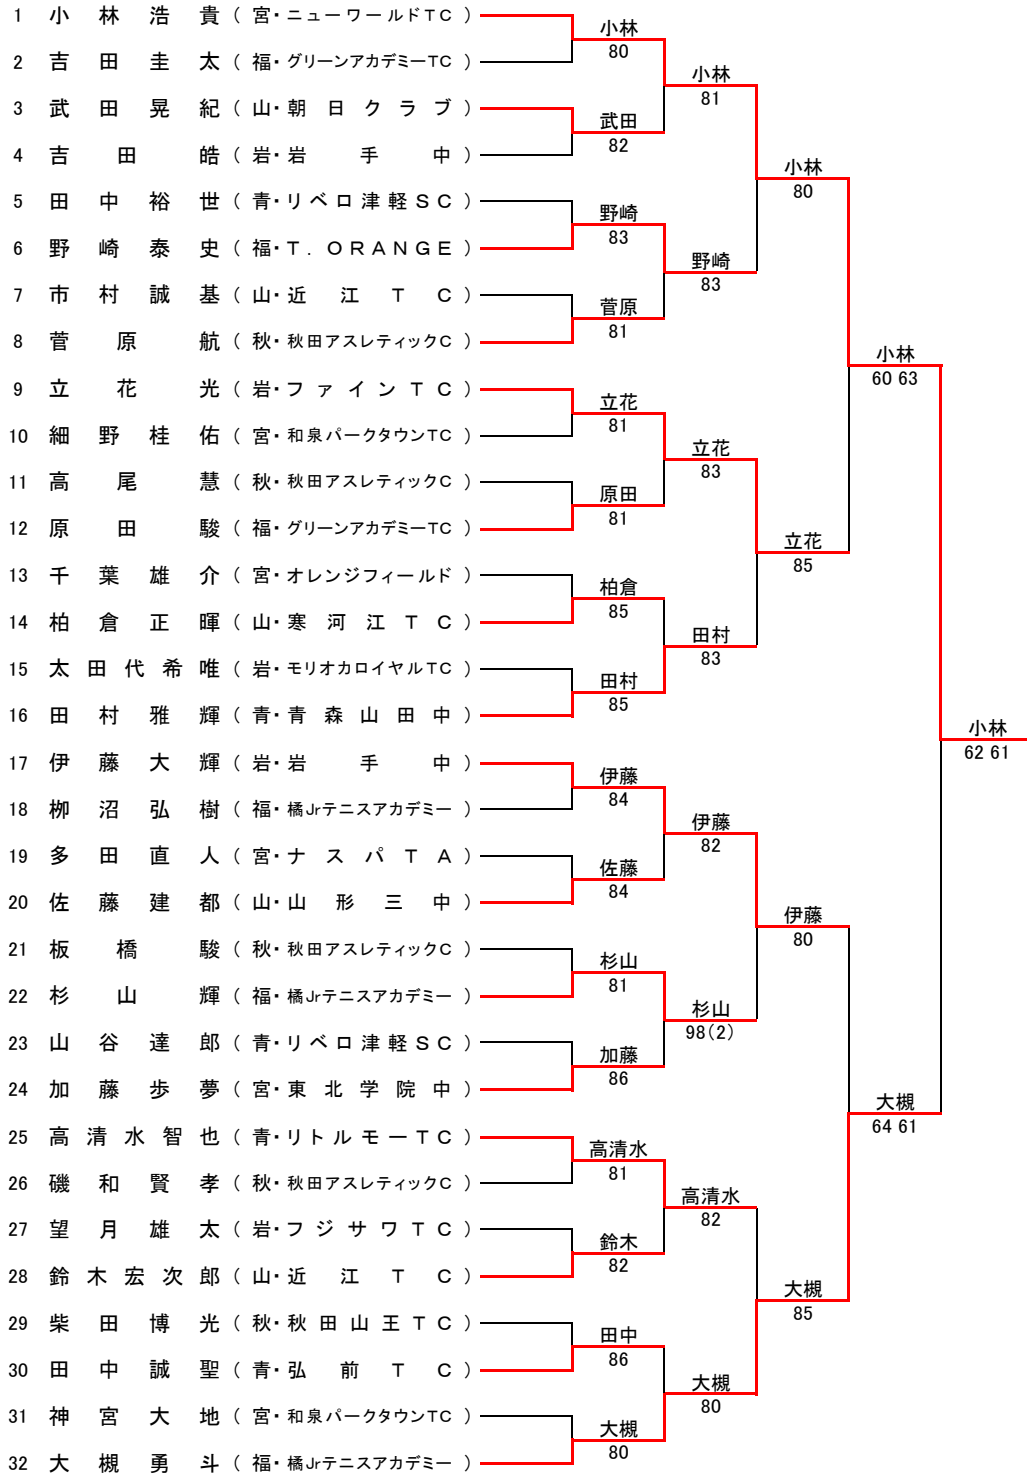 1 小林浩貴 (宮・ニューワールドTC)
2 吉田圭太 (福・グリーンアカデミーTC)
3 武田晃紀 (山・朝日クラブ)
4 吉田皓 (岩・岩手中)
5 田中裕世 (青・リベロ津軽SC)
6 野崎泰史 (福・T.ORANGE)
7 市村誠基 (山・近江TC)
8 菅原航 (秋・秋田アスレティックC)
9 立花光 (岩・ファインTC)
10 細野桂佑 (宮・和泉パークタウンTC)
11 高尾慧 (秋・秋田アスレティックC)
12 原田駿 (福・グリーンアカデミーTC)
13 千葉雄介 (宮・オレンジフィールド)
14 柏倉正暉 (山・寒河江TC)
15 太田代希唯 (岩・モリオカロイヤルTC)
16 田村雅輝 (青・青森山田中)
17 伊藤大輝 (岩・岩手中)
18 栁沼弘樹 (福・橘Jrテニスアカデミー)
19 多田直人 (宮・ナスパTA)
20 佐藤建都 (山・山形三中)
21 板橋駿 (秋・秋田アスレティックC)
22 杉山輝 (福・橘Jrテニスアカデミー)
23 山谷達郎 (青・リベロ津軽SC)
24 加藤歩夢 (宮・東北学院中)
25 高清水智也 (青・リトルモーTC)
26 磯和賢孝 (秋・秋田アスレティックC)
27 望月雄太 (岩・フジサワTC)
28 鈴木宏次郎 (山・近江TC)
29 柴田博光 (秋・秋田山王TC)
30 田中誠聖 (青・弘前TC)
31 神宮大地 (宮・和泉パークタウンTC)
32 大槻勇斗 (福・橘Jrテニスアカデミー)
小林
80
武田
82
野崎
83
菅原
81
立花
81
原田
81
柏倉
85
田村
85
伊藤
84
佐藤
84
杉山
81
加藤
86
高清水
81
鈴木
82
田中
86
大槻
80
小林
81
野崎
83
立花
83
田村
83
伊藤
82
杉山
98(2)
高清水
82
大槻
80
小林
80
立花
85
伊藤
80
大槻
85
小林
60 63
大槻
64 61
小林
62 61